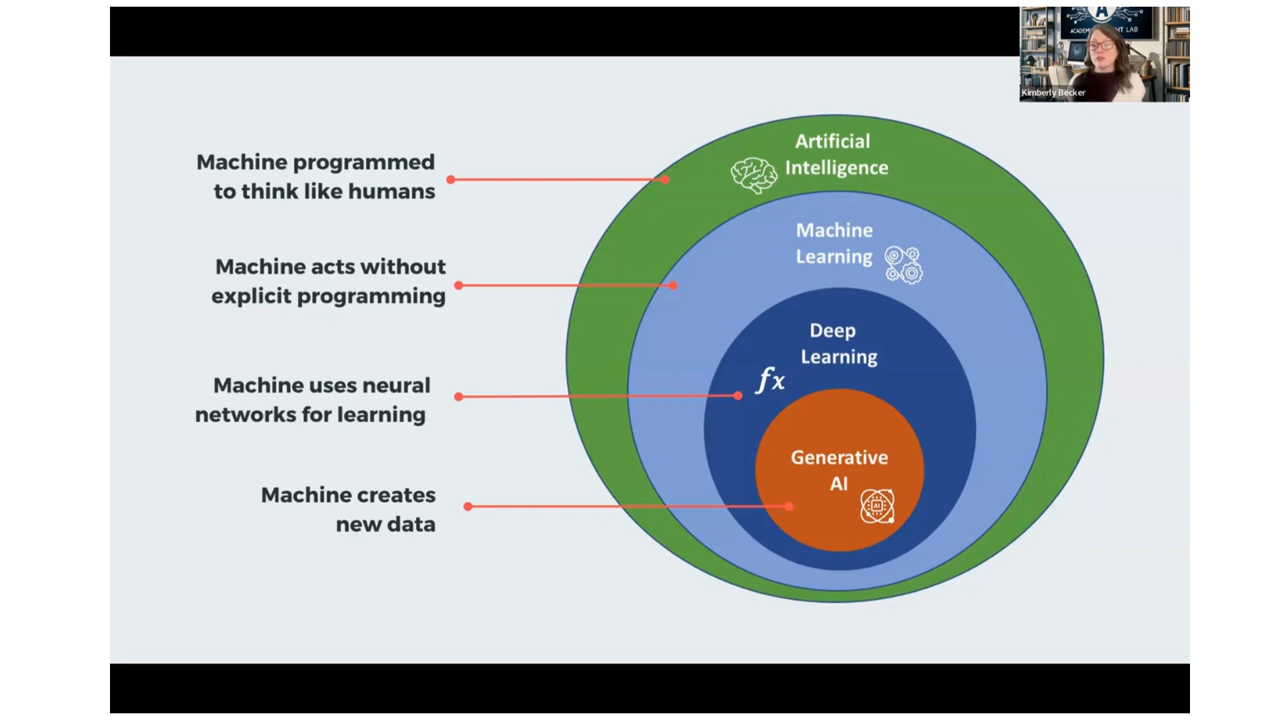 A
Kimberly Becker
Machine programmed
to think like humans
Artificial
Intelligence
Machine acts without
explicit programming
Machine
Learning
Machine uses neural
networks for learning
Deep
Learning
fx
Machine creates
new data
Generative
AI
AI